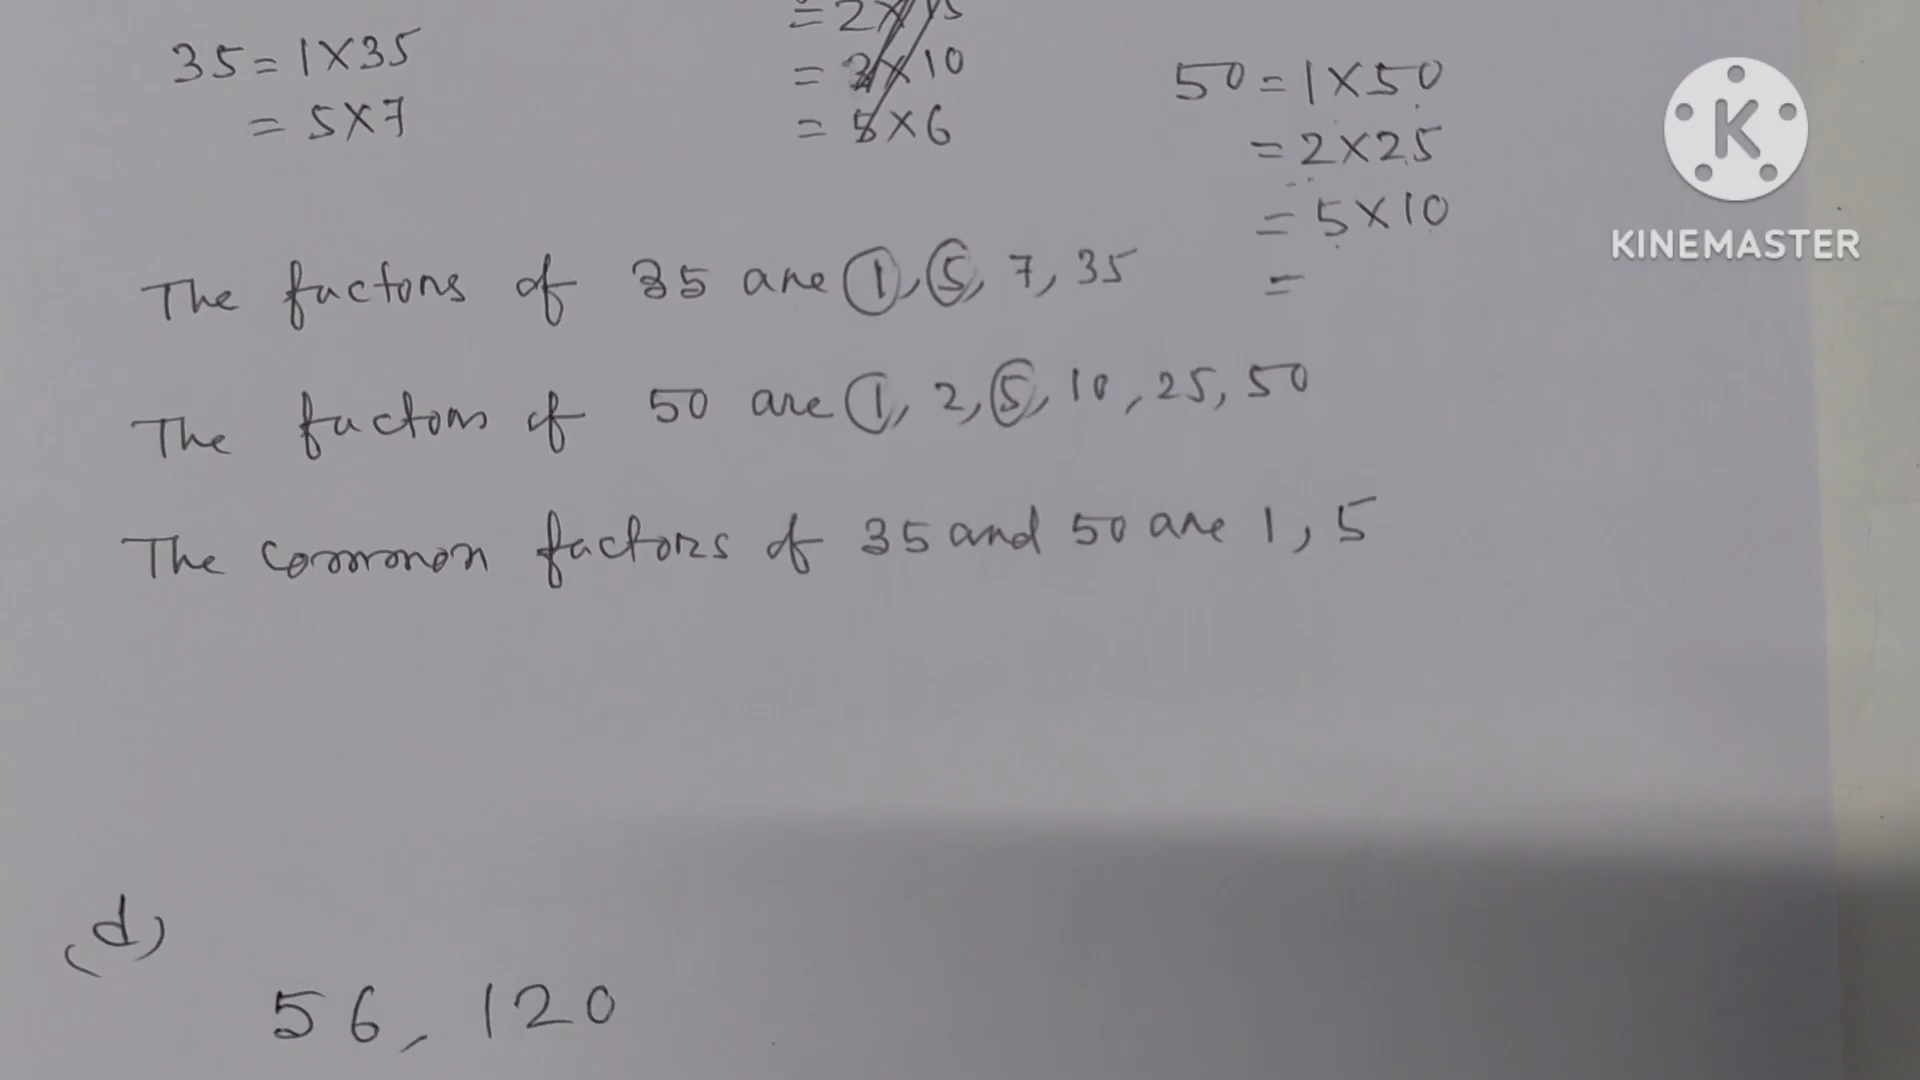 35 = 1 X 35
= 5 X 7
= 2 X 15
= 3 X 10
= 5 X 6
50 = 1 X 50
= 2 X 25
= 5 X 10
=
K
KINEMASTER
The factors of 35 are 1, 5, 7, 35
The factors of 50 are 1, 2, 5, 10, 25, 50
The common factors of 35 and 50 are 1, 5
(d)
56, 120